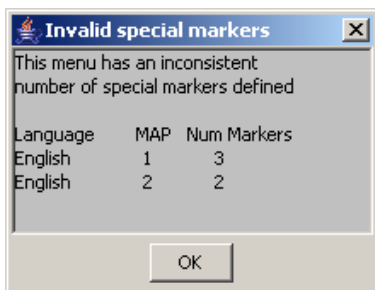 Invalid special markers
This menu has an inconsistent
number of special markers defined
Language MAP Num Markers
English 1 3
English 2 2
OK